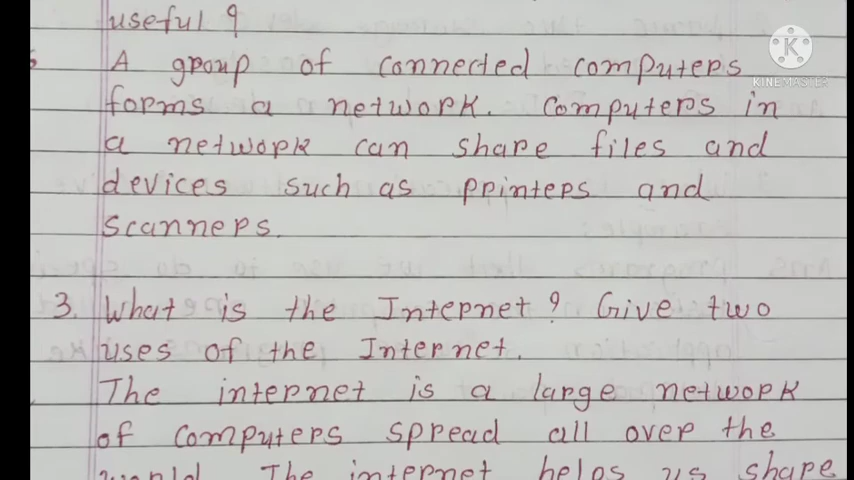 useful ?
A group of connected computers
forms a network. Computers in
a network can share files and
devices such as printers and
scanners.
3. What is the Internet? Give two
uses of the Internet.
The internet is a large network
of computers spread all over the
world. The internet helps us share
K
KINEMASTER